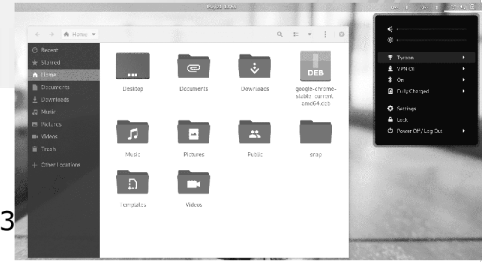 Home
Recent
Starred
Home
Documents
Downloads
Music
Pictures
Videos
Trash
Other Locations
Desktop
Documents
Downloads
DEB
google-chrome-
stable_current_
amd64.deb
Music
Pictures
Public
snap
Templates
Videos
VPN Off
On
Fully Charged
Settings
Lock
Power Off / Log Out
3